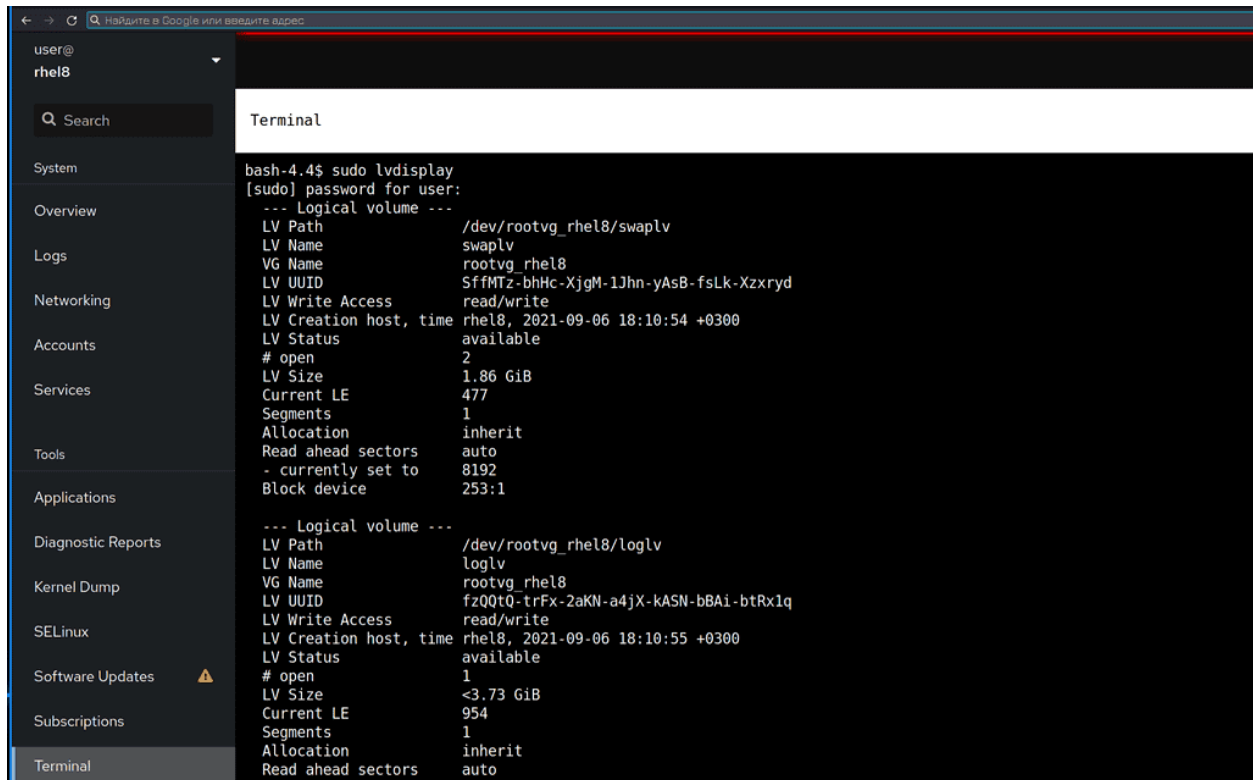 Найдите в Google или введите адрес
user@
rhel8
Search
System
Overview
Logs
Networking
Accounts
Services
Tools
Applications
Diagnostic Reports
Kernel Dump
SELinux
Software Updates
Subscriptions
Terminal
Terminal
bash-4.4$ sudo lvdisplay
[sudo] password for user:
--- Logical volume ---
LV Path /dev/rootvg_rhel8/swaplv
LV Name swaplv
VG Name rootvg_rhel8
LV UUID SffMTz-bhHc-XjgM-1Jhn-yAsB-fsLk-Xzxryd
LV Write Access read/write
LV Creation host, time rhel8, 2021-09-06 18:10:54 +0300
LV Status available
# open 2
LV Size 1.86 GiB
Current LE 477
Segments 1
Allocation inherit
Read ahead sectors auto
- currently set to 8192
Block device 253:1
--- Logical volume ---
LV Path /dev/rootvg_rhel8/loglv
LV Name loglv
VG Name rootvg_rhel8
LV UUID fzQQtQ-trFx-2aKN-a4jX-kASN-bBAi-btRx1q
LV Write Access read/write
LV Creation host, time rhel8, 2021-09-06 18:10:55 +0300
LV Status available
# open 1
LV Size <3.73 GiB
Current LE 954
Segments 1
Allocation inherit
Read ahead sectors auto